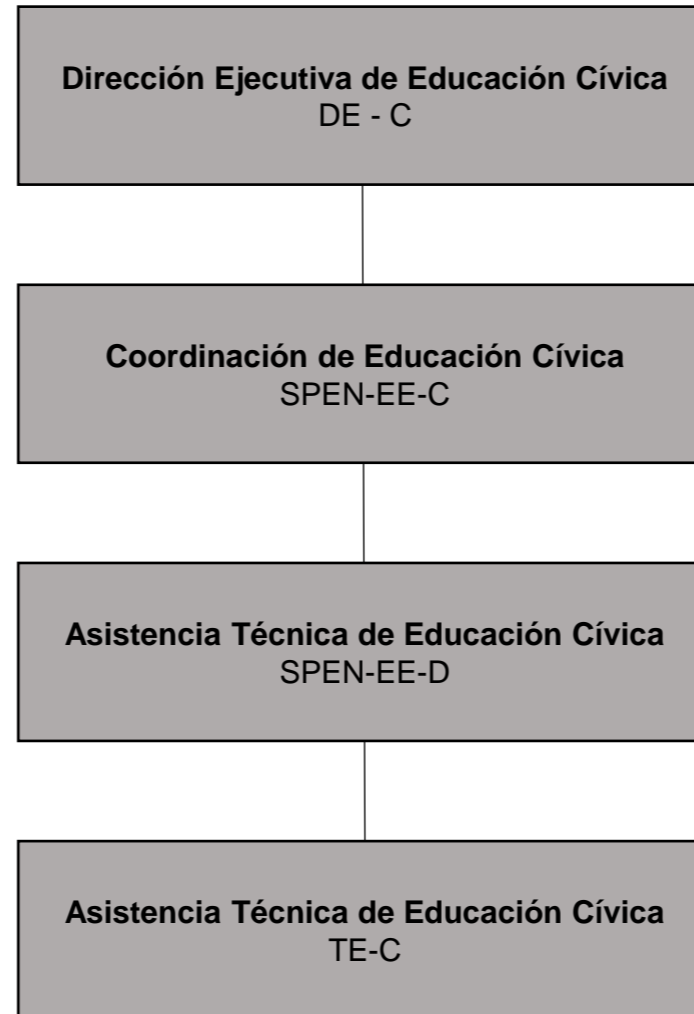 Dirección Ejecutiva de Educación Cívica
DE - C
Coordinación de Educación Cívica
SPEN-EE-C
Asistencia Técnica de Educación Cívica
SPEN-EE-D
Asistencia Técnica de Educación Cívica
TE-C